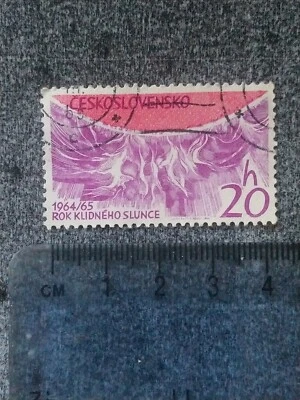 ČESKOSLOVENSKO
20 h
1964/65
ROK KLIDNÉHO SLUNCE
CM 1 2 3 4